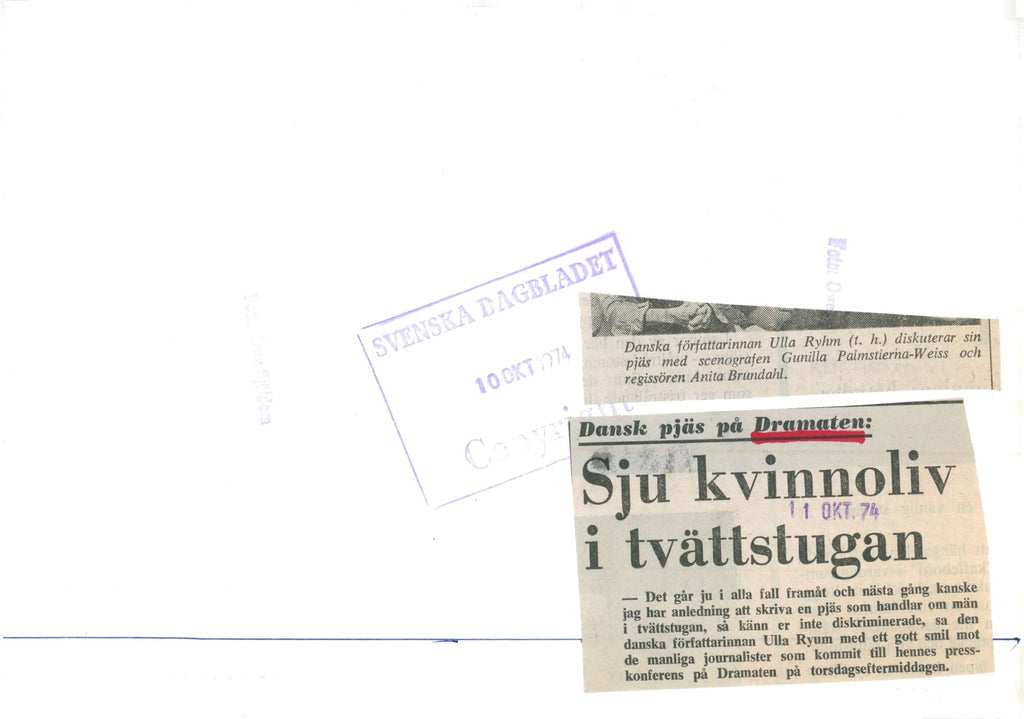 SVENSKA DAGBLADET
10 OKT 1974
Copyright
Foto:
Foto: Ove
Danska författarinnan Ulla Ryhm (t. h.) diskuterar sin
pjäs med scenografen Gunilla Palmstierna-Weiss och
regissören Anita Brundahl.
Dansk pjäs på Dramaten:
Sju kvinnoliv
11 OKT. 74
i tvättstugan
— Det går ju i alla fall framåt och nästa gång kanske
jag har anledning att skriva en pjäs som handlar om män
i tvättstugan, så känn er inte diskriminerade, sa den
danska författarinnan Ulla Ryum med ett gott smil mot
de manliga journalister som kommit till hennes press-
konferens på Dramaten på torsdagseftermiddagen.